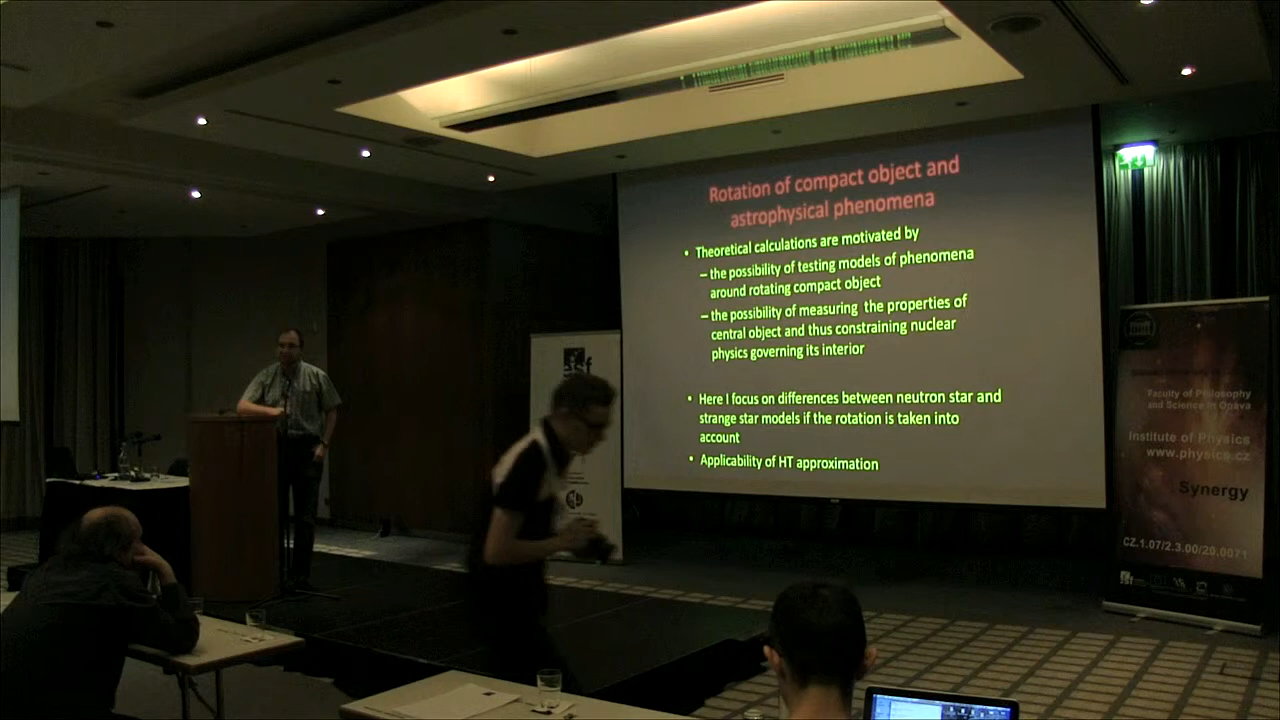 Rotation of compact object and
astrophysical phenomena
• Theoretical calculations are motivated by
– the possibility of testing models of phenomena
around rotating compact object
– the possibility of measuring the properties of
central object and thus constraining nuclear
physics governing its interior
• Here I focus on differences between neutron star and
strange star models if the rotation is taken into
account
• Applicability of HT approximation
esf
Faculty of Philosophy
and Science in Opava
Institute of Physics
www.physics.cz
Synergy
CZ.1.07/2.3.00/20.0071
esf